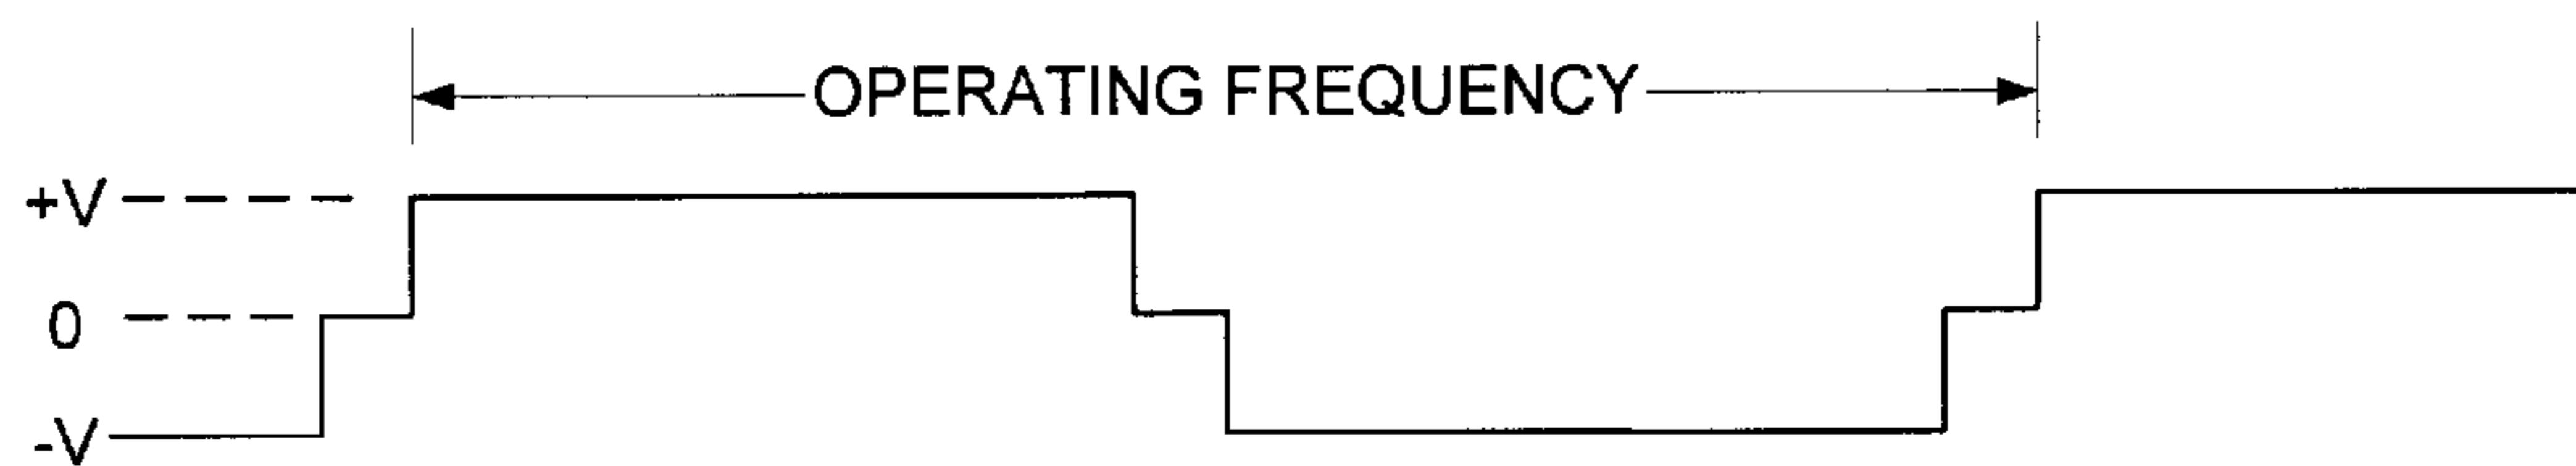 OPERATING FREQUENCY
+V
0
-V